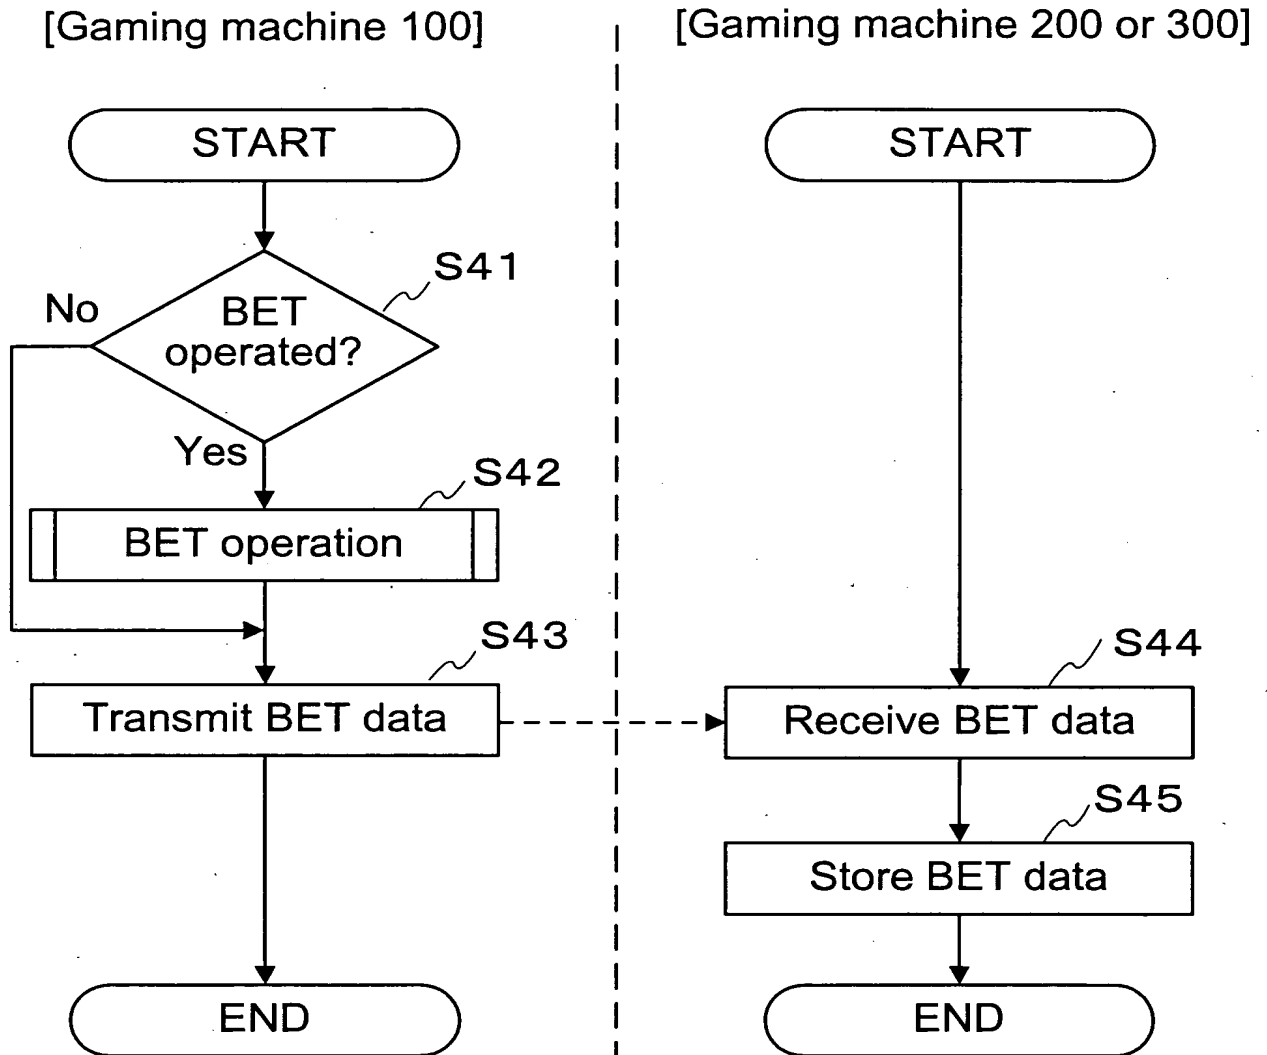 [Gaming machine 100]
START
S41
No
BET
operated?
Yes
S42
BET operation
S43
Transmit BET data
END
[Gaming machine 200 or 300]
START
S44
Receive BET data
S45
Store BET data
END